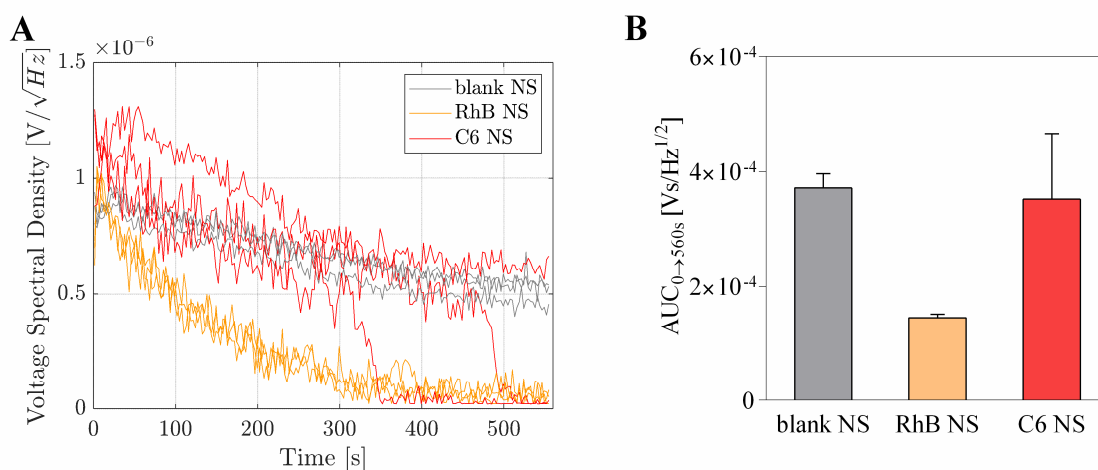 A
×10⁻⁶
Voltage Spectral Density [V/√Hz]
1.5
1
0.5
0
blank NS
RhB NS
C6 NS
0 100 200 300 400 500
Time [s]
B
AUC₀→₅₆₀ₛ [Vs/Hz¹/²]
6×10⁻⁴
4×10⁻⁴
2×10⁻⁴
0
blank NS RhB NS C6 NS